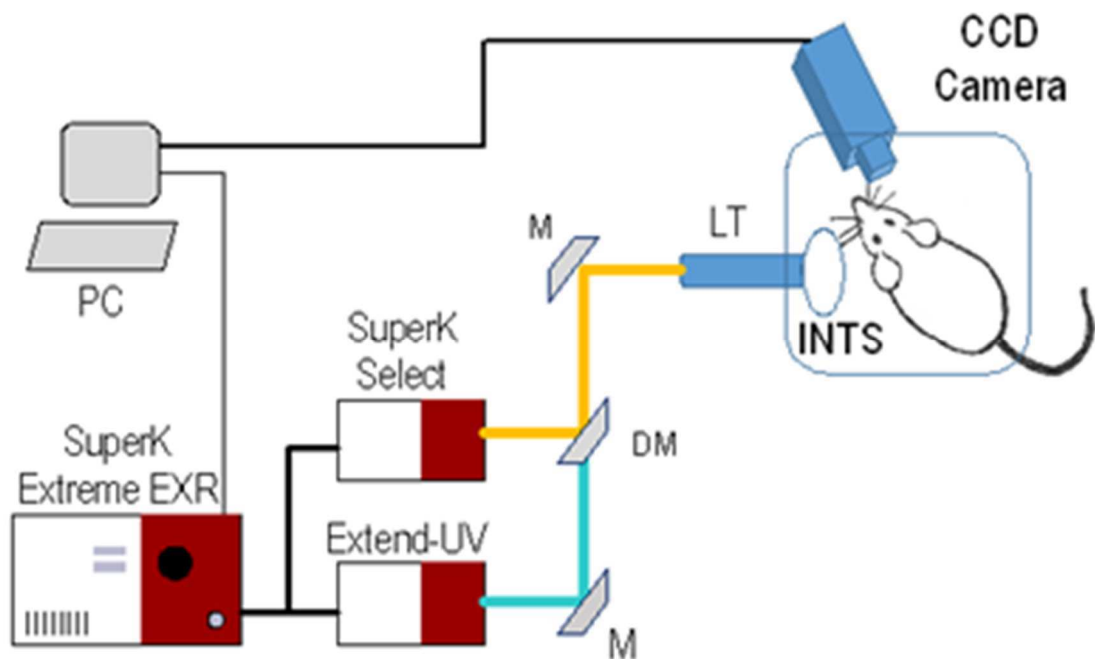 CCD
Camera
M
LT
PC
INTS
SuperK
Select
DM
SuperK
Extreme EXR
Extend-UV
M